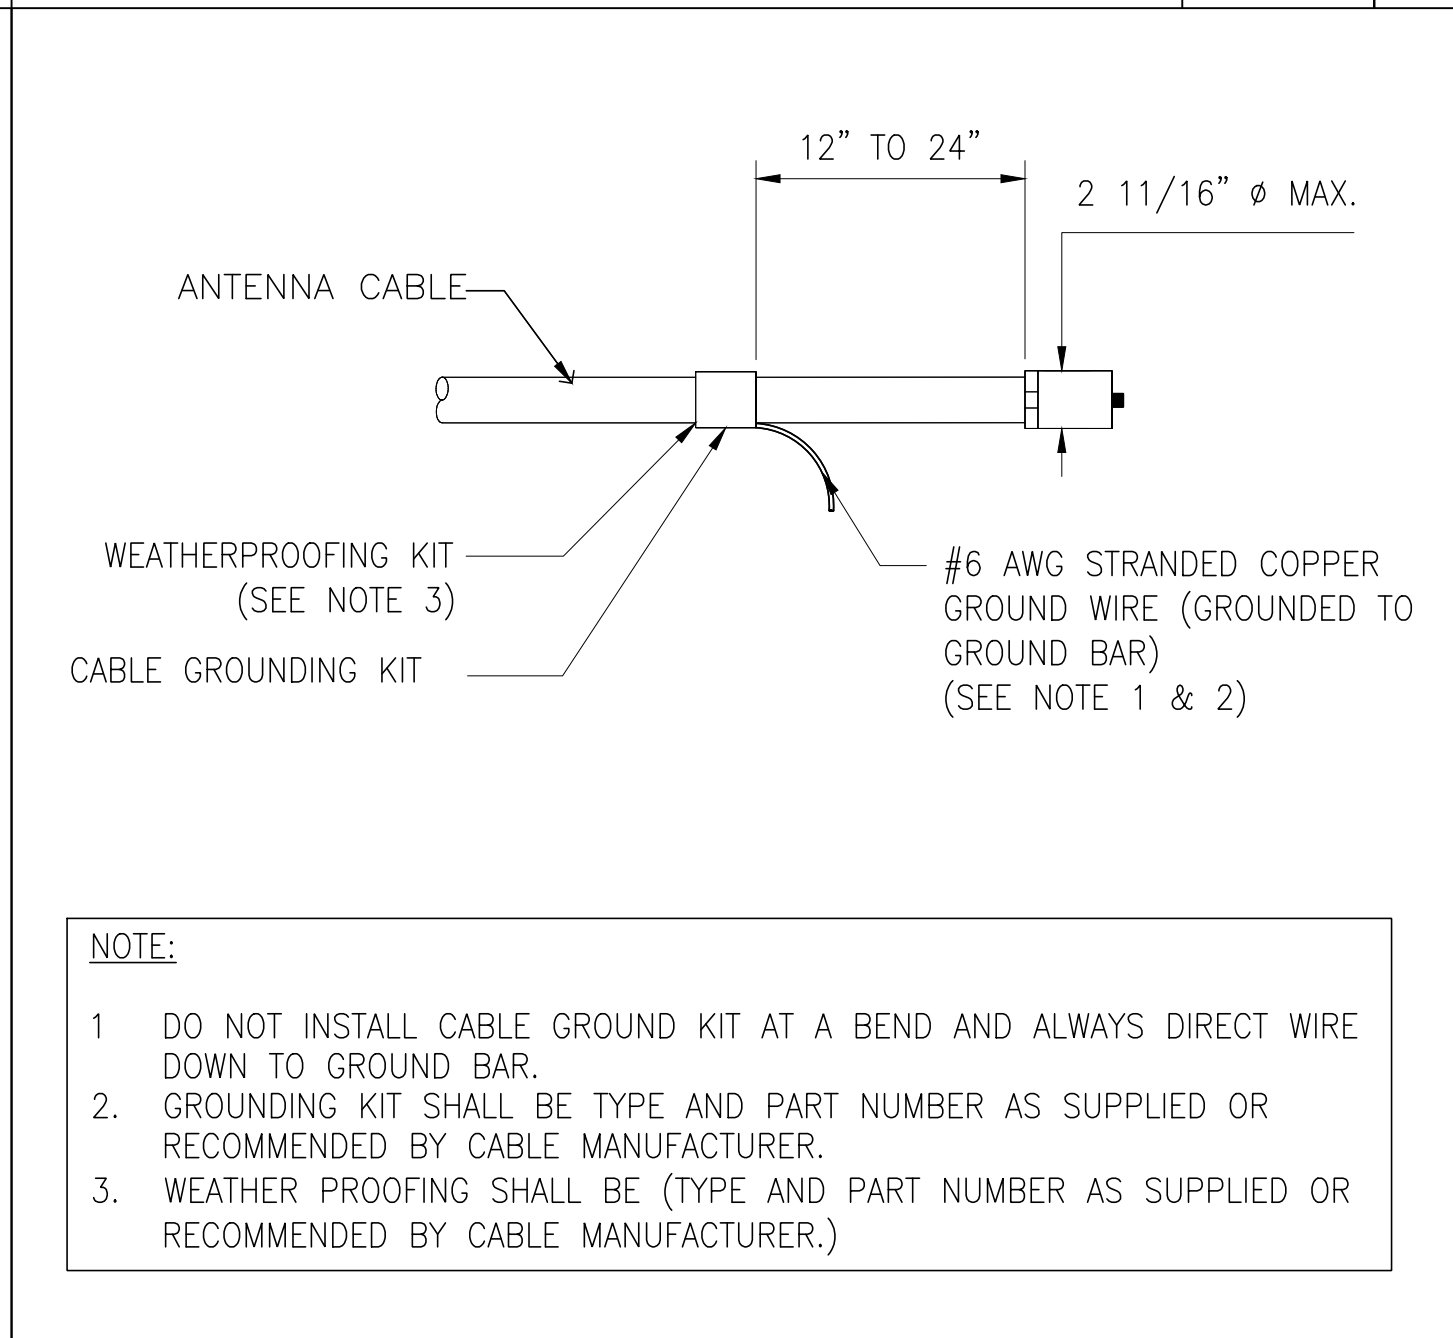 12” TO 24”
2 11/16” ø MAX.
ANTENNA CABLE
WEATHERPROOFING KIT
(SEE NOTE 3)
CABLE GROUNDING KIT
#6 AWG STRANDED COPPER
GROUND WIRE (GROUNDED TO
GROUND BAR)
(SEE NOTE 1 & 2)
NOTE:
1 DO NOT INSTALL CABLE GROUND KIT AT A BEND AND ALWAYS DIRECT WIRE
DOWN TO GROUND BAR.
2. GROUNDING KIT SHALL BE TYPE AND PART NUMBER AS SUPPLIED OR
RECOMMENDED BY CABLE MANUFACTURER.
3. WEATHER PROOFING SHALL BE (TYPE AND PART NUMBER AS SUPPLIED OR
RECOMMENDED BY CABLE MANUFACTURER.)